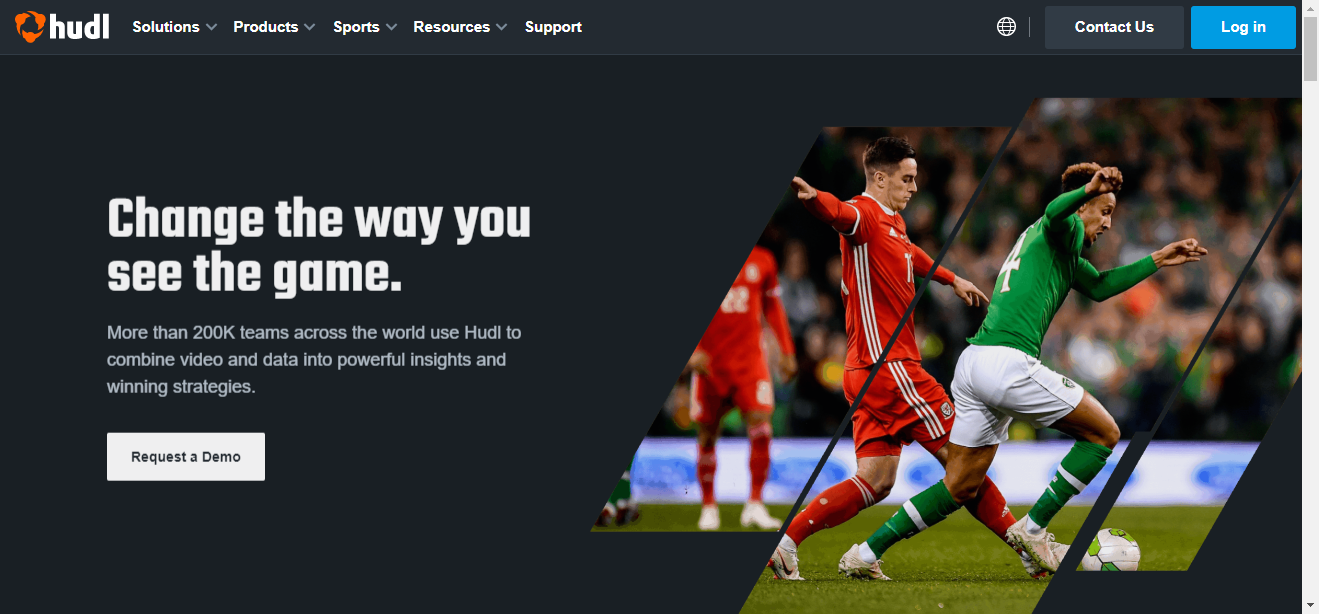 hudl
Solutions
Products
Sports
Resources
Support
Contact Us
Log in
Change the way you
see the game.
More than 200K teams across the world use Hudl to
combine video and data into powerful insights and
winning strategies.
Request a Demo
22
4